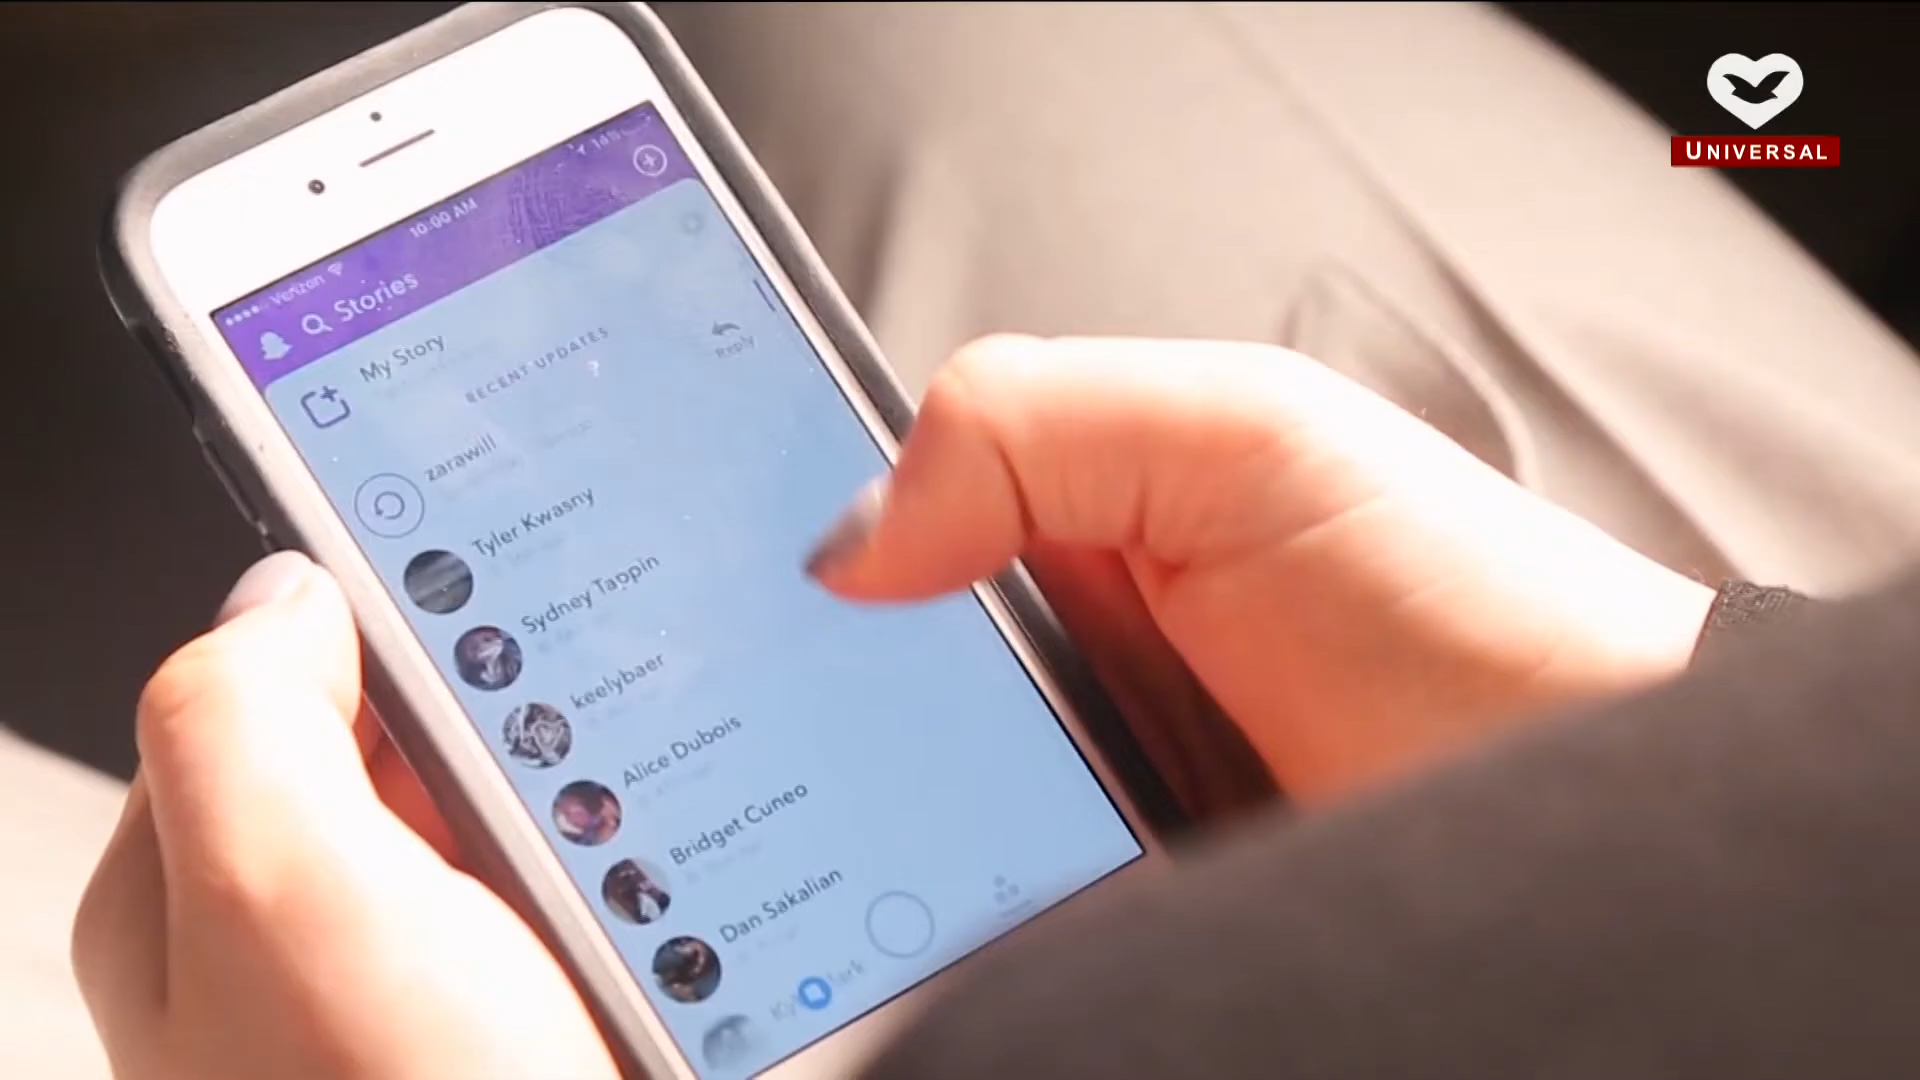 UNIVERSAL
Verizon
10:00 AM
Stories
My Story
RECENT UPDATES
Reply
zarawill
Tyler Kwasny
Sydney Tappin
keelybaer
Alice Dubois
Bridget Cuneo
Dan Sakalian